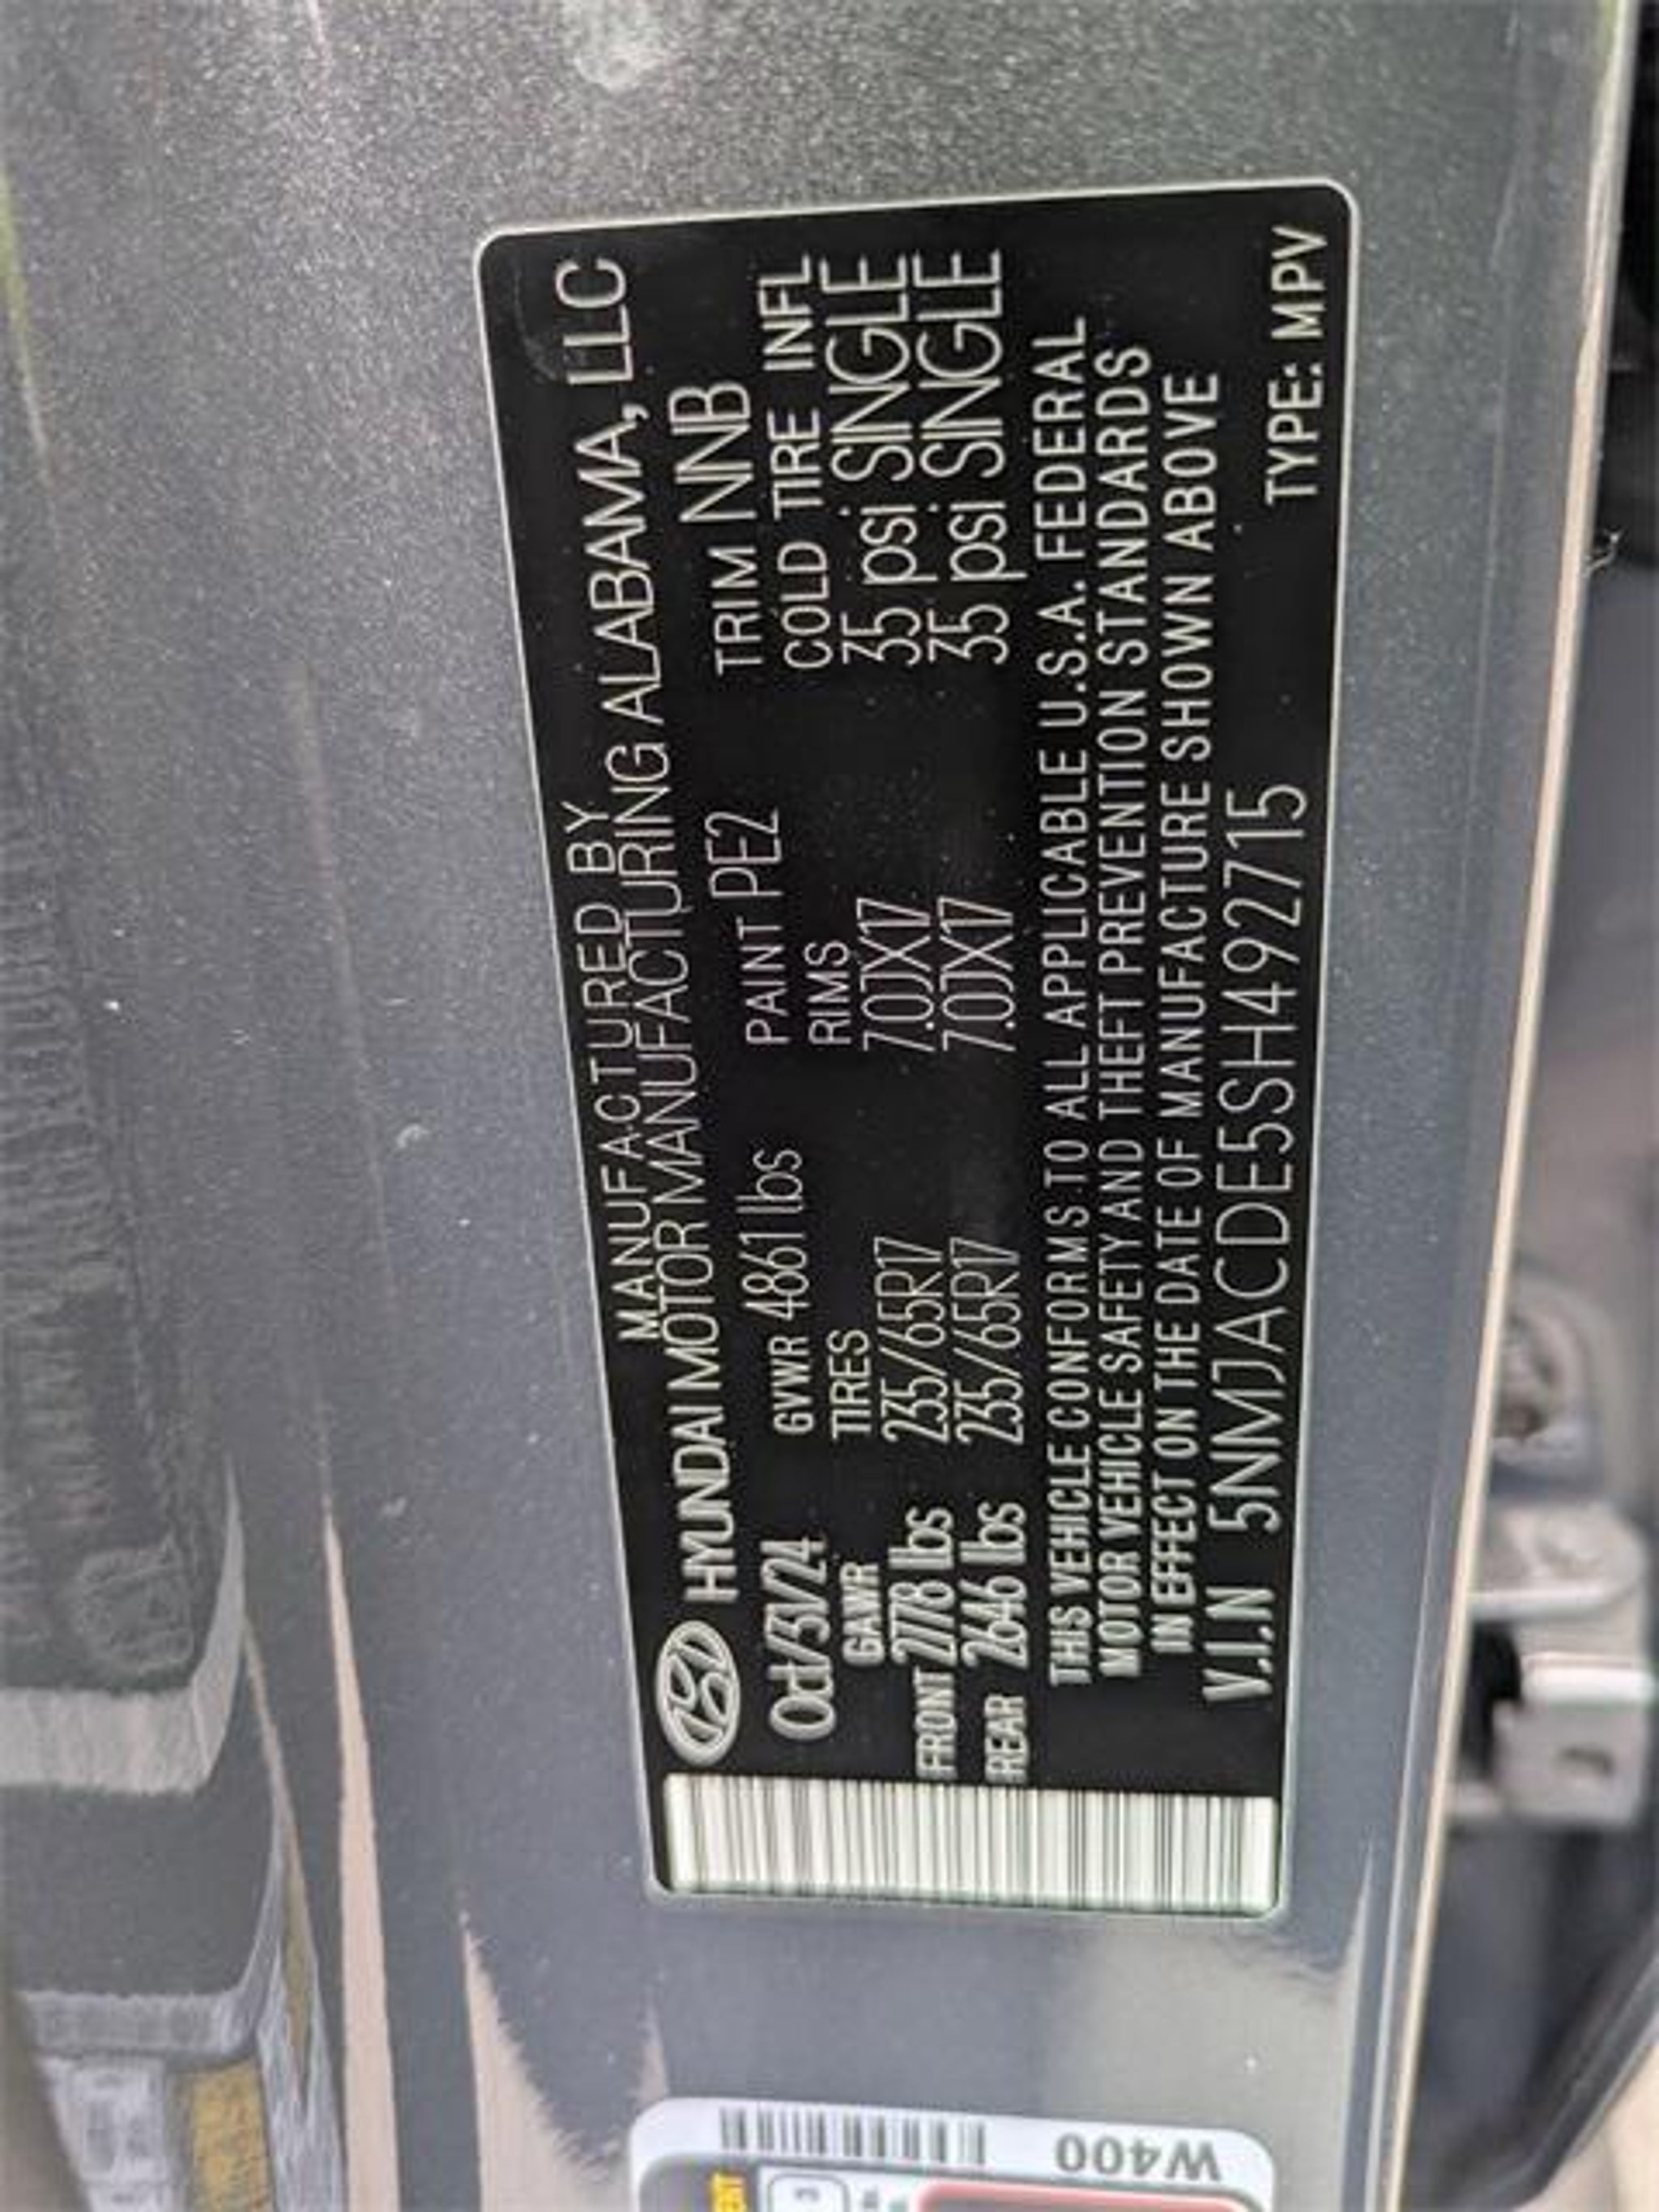 MANUFACTURED BY
HYUNDAI MOTOR MANUFACTURING ALABAMA, LLC
Oct/31/24 GVWR 4861 lbs PAINT PE2 TRIM NNB
GAWR TIRES RIMS COLD TIRE INFL
FRONT 2778 lbs 235/65R17 7.0JX17 35 psi SINGLE
REAR 2646 lbs 235/65R17 7.0JX17 35 psi SINGLE
THIS VEHICLE CONFORMS TO ALL APPLICABLE U.S.A. FEDERAL
MOTOR VEHICLE SAFETY AND THEFT PREVENTION STANDARDS
IN EFFECT ON THE DATE OF MANUFACTURE SHOWN ABOVE
V.I.N 5NMJACDE5SH492715 TYPE: MPV
W400